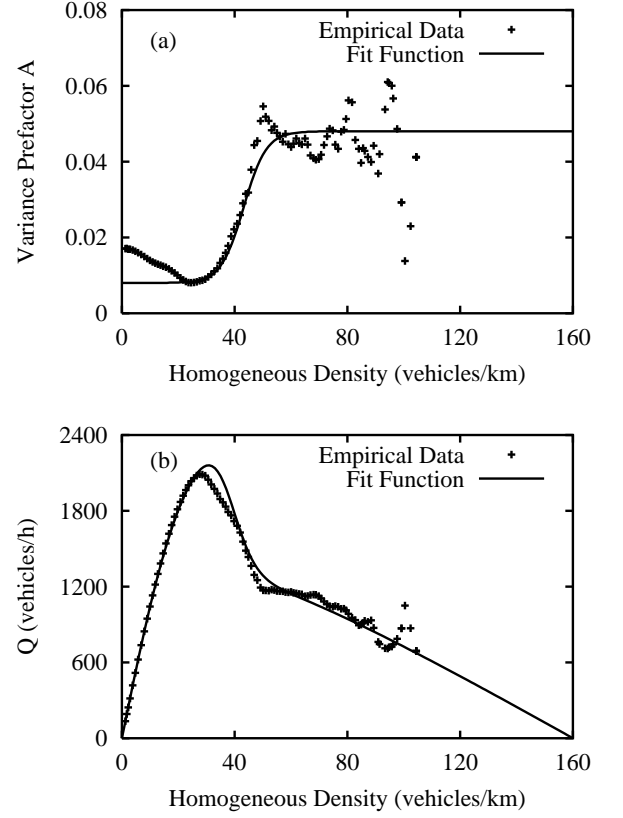 0.08
(a)
Empirical Data
Fit Function
0.06
0.04
0.02
0
Variance Prefactor A
0 40 80 120 160
Homogeneous Density (vehicles/km)
2400
(b)
Empirical Data
Fit Function
1800
1200
600
0
Q (vehicles/h)
0 40 80 120 160
Homogeneous Density (vehicles/km)